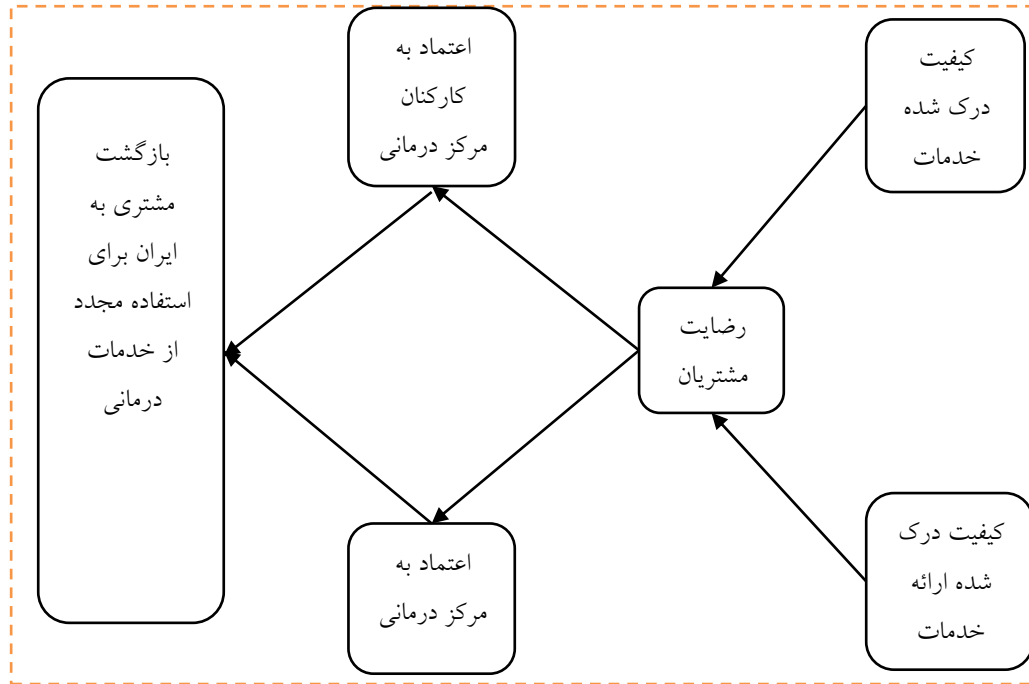 کیفیت
درک شده
خدمات
کیفیت درک
شده ارائه
خدمات
رضایت
مشتریان
اعتماد به
کارکنان
مرکز درمانی
اعتماد به
مرکز درمانی
بازگشت
مشتری به
ایران برای
استفاده مجدد
از خدمات
درمانی